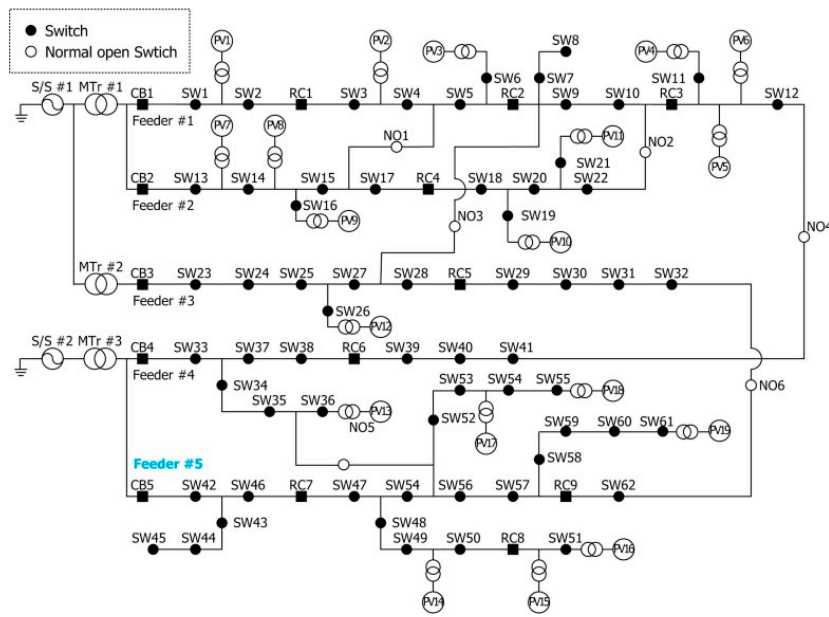 Switch
Normal open Swtich
PV1 PV2 PV3 SW8 PV4 PV6
SW6 SW7 SW11
S/S #1 MTr #1 CB1 SW1 SW2 RC1 SW3 SW4 SW5 RC2 SW9 SW10 RC3 SW12
Feeder #1
PV7 PV8 NO1 PV11 NO2 PV5
SW21
CB2 SW13 SW14 SW15 SW17 RC4 SW18 SW20 SW22
Feeder #2 SW16 SW19
PV9 NO3 PV10 NO4
MTr #2 CB3 SW23 SW24 SW25 SW27 SW28 RC5 SW29 SW30 SW31 SW32
Feeder #3
SW26
PV12
S/S #2 MTr #3 CB4 SW33 SW37 SW38 RC6 SW39 SW40 SW41
Feeder #4
SW34 SW53 SW54 SW55 PV18 NO6
SW35 SW36 PV13 SW52
NO5 PV17 SW59 SW60 SW61 PV19
Feeder #5 SW58
CB5 SW42 SW46 RC7 SW47 SW54 SW56 SW57 RC9 SW62
SW43 SW48
SW45 SW44 SW49 SW50 RC8 SW51 PV16
PV14 PV15